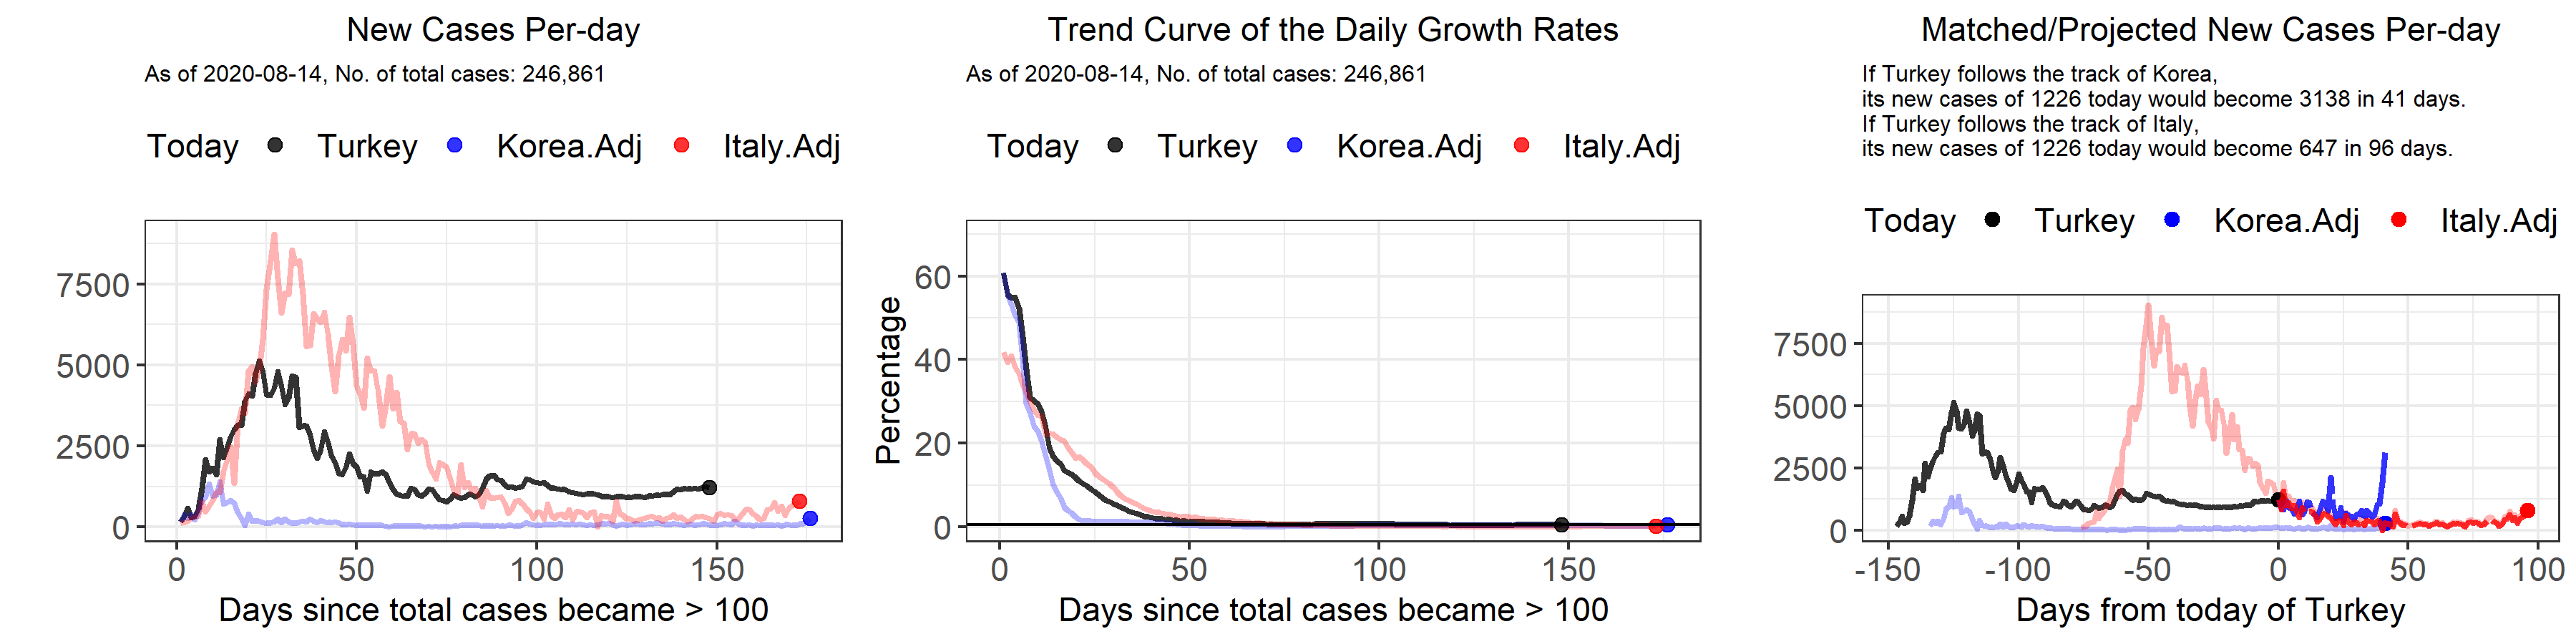 New Cases Per-day
As of 2020-08-14, No. of total cases: 246,861
Today Turkey Korea.Adj Italy.Adj
7500
5000
2500
0
0 50 100 150
Days since total cases became > 100
Trend Curve of the Daily Growth Rates
As of 2020-08-14, No. of total cases: 246,861
Today Turkey Korea.Adj Italy.Adj
Percentage
60
40
20
0
0 50 100 150
Days since total cases became > 100
Matched/Projected New Cases Per-day
If Turkey follows the track of Korea,
its new cases of 1226 today would become 3138 in 41 days.
If Turkey follows the track of Italy,
its new cases of 1226 today would become 647 in 96 days.
Today Turkey Korea.Adj Italy.Adj
7500
5000
2500
0
-150 -100 -50 0 50 100
Days from today of Turkey